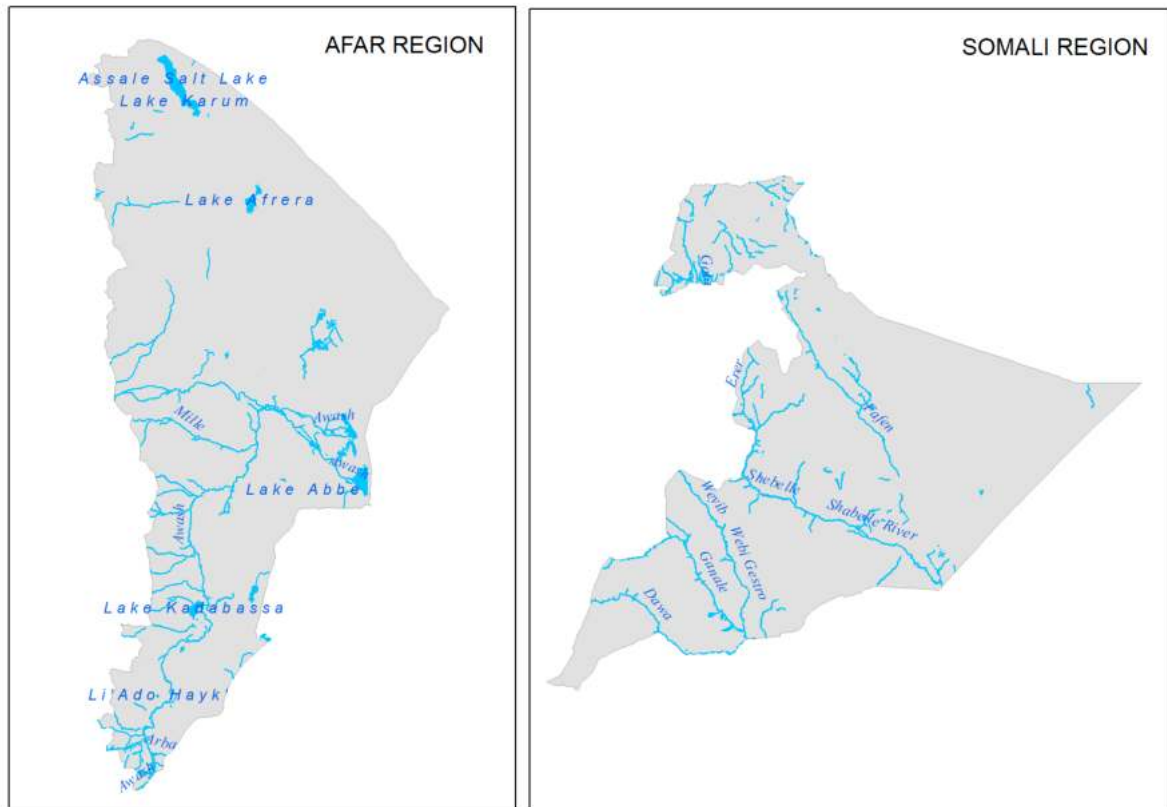 AFAR REGION
Assale Salt Lake
Lake Karum
Lake Afrera
Mille
Awash
Awash
Lake Abbe
Awash
Lake Kadabassa
Li'Ado Hayk'
Arba
Awash
SOMALI REGION
Erer
Fafen
Shebelle
Weyib
Shabelle River
Webi Gestro
Ganale
Dawa